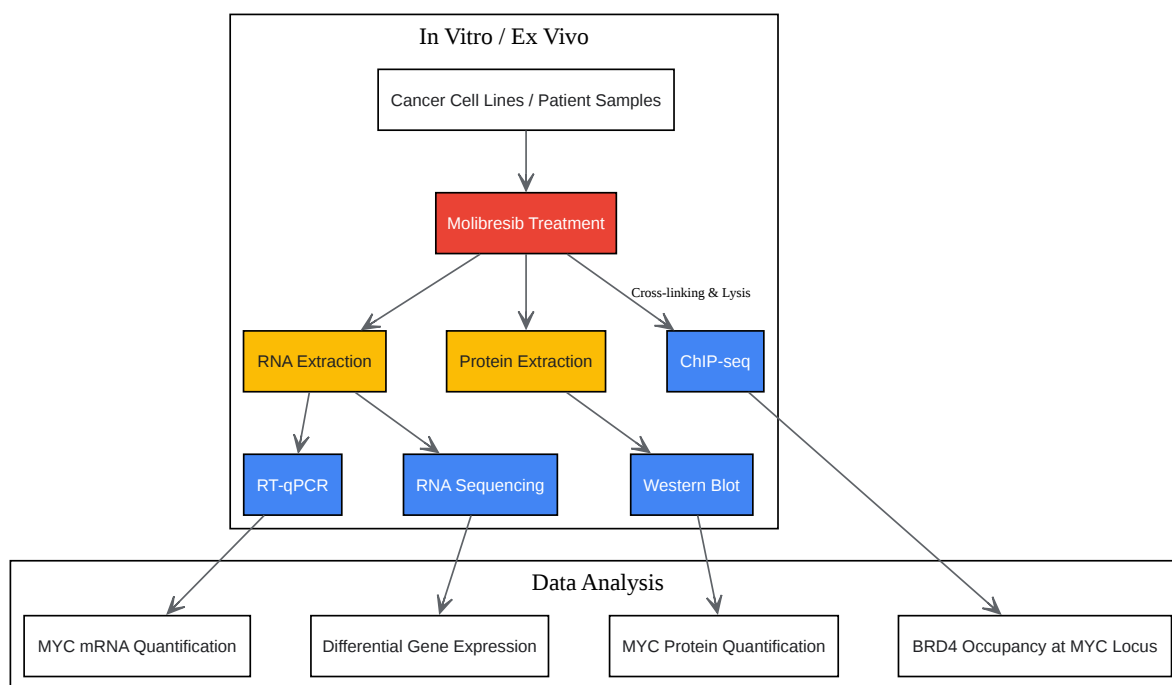 In Vitro / Ex Vivo
Cancer Cell Lines / Patient Samples
Molibresib Treatment
Cross-linking & Lysis
RNA Extraction
Protein Extraction
ChIP-seq
RT-qPCR
RNA Sequencing
Western Blot
Data Analysis
MYC mRNA Quantification
Differential Gene Expression
MYC Protein Quantification
BRD4 Occupancy at MYC Locus